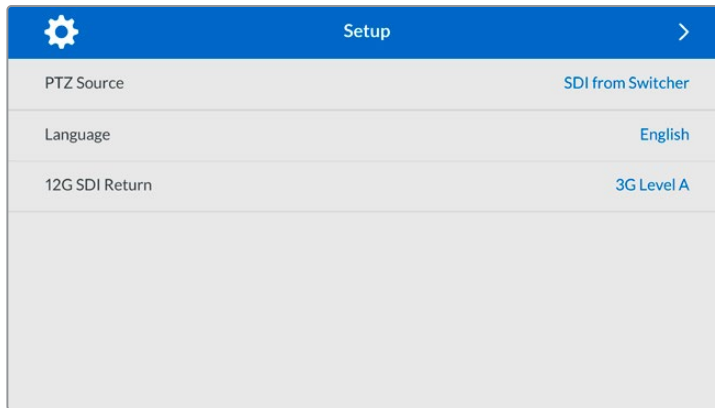 Setup
PTZ Source SDI from Switcher
Language English
12G SDI Return 3G Level A